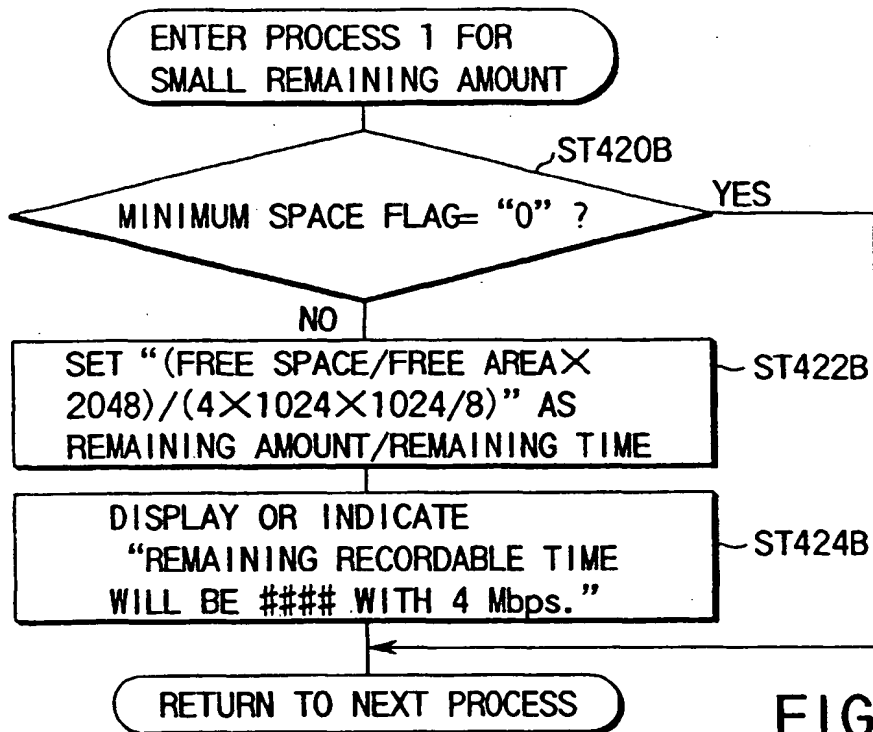 ENTER PROCESS 1 FOR
SMALL REMAINING AMOUNT
ST420B
MINIMUM SPACE FLAG= “0” ?
YES
NO
SET “(FREE SPACE/FREE AREA×
2048)/(4×1024×1024/8)” AS
REMAINING AMOUNT/REMAINING TIME
ST422B
DISPLAY OR INDICATE
“REMAINING RECORDABLE TIME
WILL BE #### WITH 4 Mbps.”
ST424B
RETURN TO NEXT PROCESS
FIG